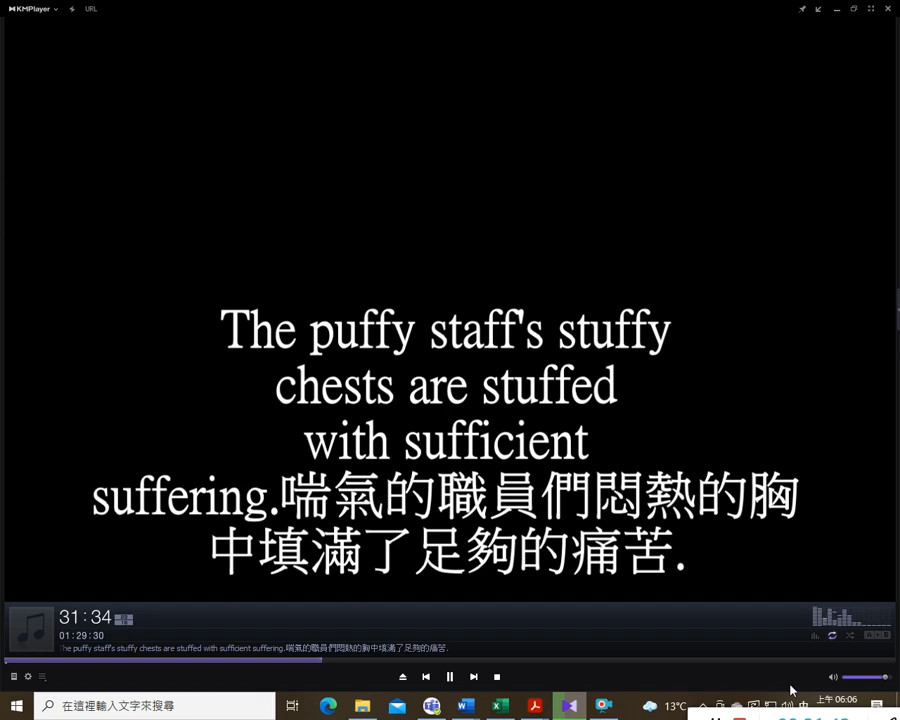 KMPlayer URL
The puffy staff's stuffy
chests are stuffed
with sufficient
suffering.喘氣的職員們悶熱的胸
中填滿了足夠的痛苦.
31:34
01:29:30
The puffy staff's stuffy chests are stuffed with sufficient suffering.喘氣的職員們悶熱的胸中填滿了足夠的痛苦.
在這裡輸入文字來搜尋 13°C 中 上午 06:06